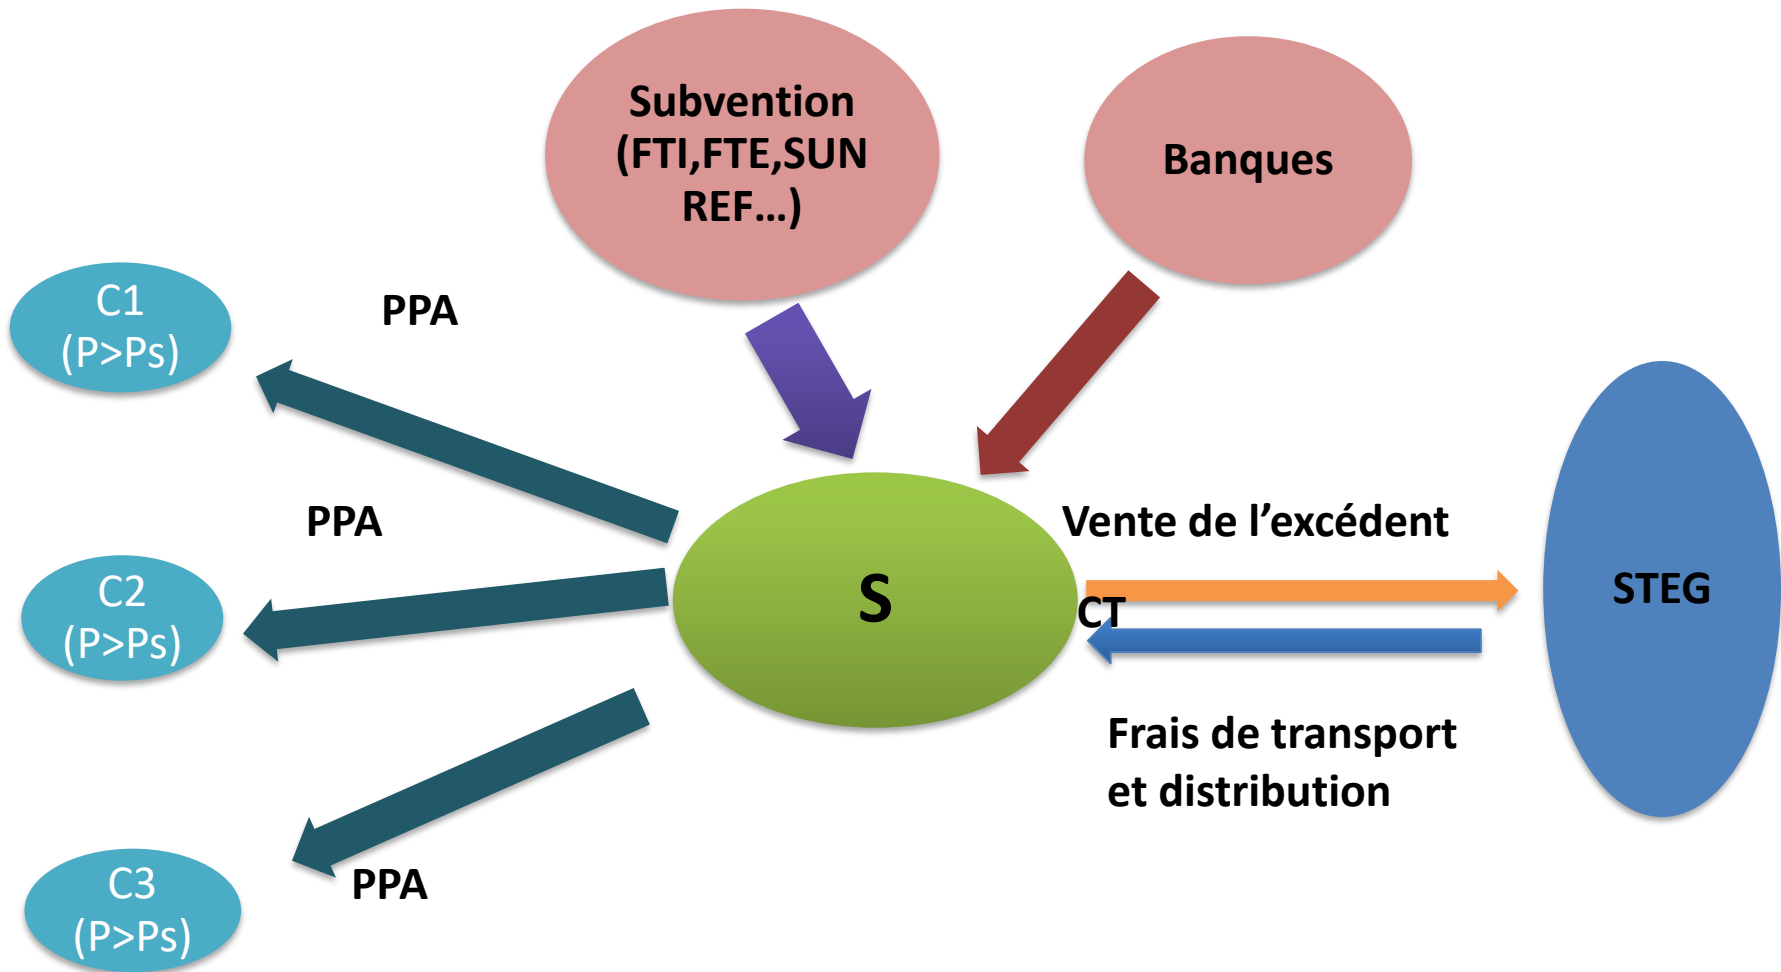 Subvention
(FTI,FTE,SUN
REF…)
Banques
C1
(P>Ps)
PPA
PPA
Vente de l’excédent
C2
(P>Ps)
S
CT
STEG
Frais de transport
et distribution
C3
(P>Ps)
PPA